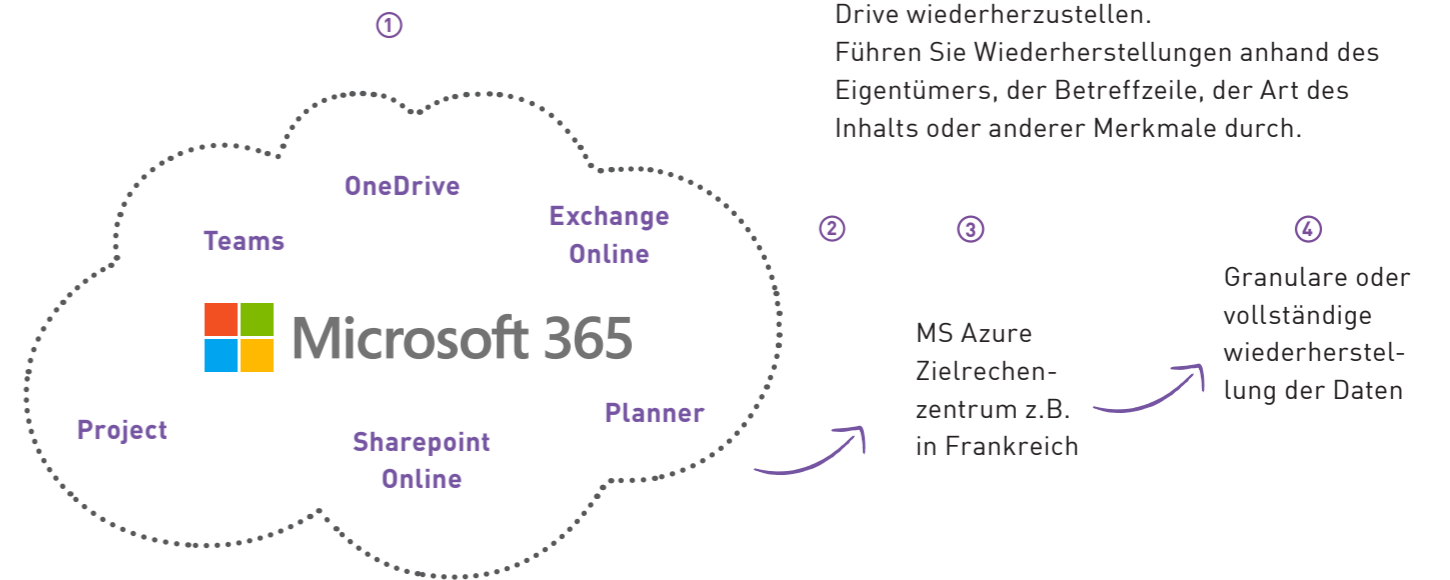 Drive wiederherzustellen.
Führen Sie Wiederherstellungen anhand des
Eigentümers, der Betreffzeile, der Art des
Inhalts oder anderer Merkmale durch.
①
OneDrive
Exchange
Online
Teams
Microsoft 365
Project
Sharepoint
Online
Planner
②
③
MS Azure
Zielrechen-
zentrum z.B.
in Frankreich
④
Granulare oder
vollständige
wiederherstel-
lung der Daten